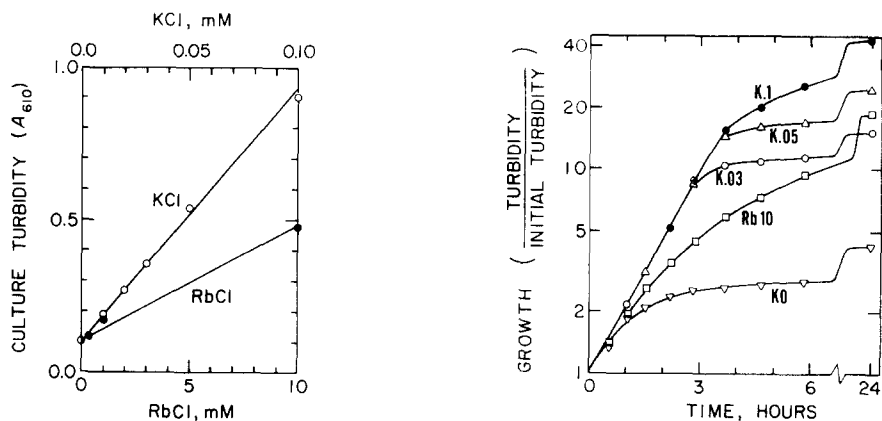 KCl, mM
0.0 0.05 0.10
CULTURE TURBIDITY (A610)
1.0
0.5
0.0
KCl
RbCl
0 5 10
RbCl, mM
GROWTH (TURBIDITY / INITIAL TURBIDITY)
40
20
10
5
2
1
K.1
K.05
K.03
Rb10
K0
0 3 6 24
TIME, HOURS